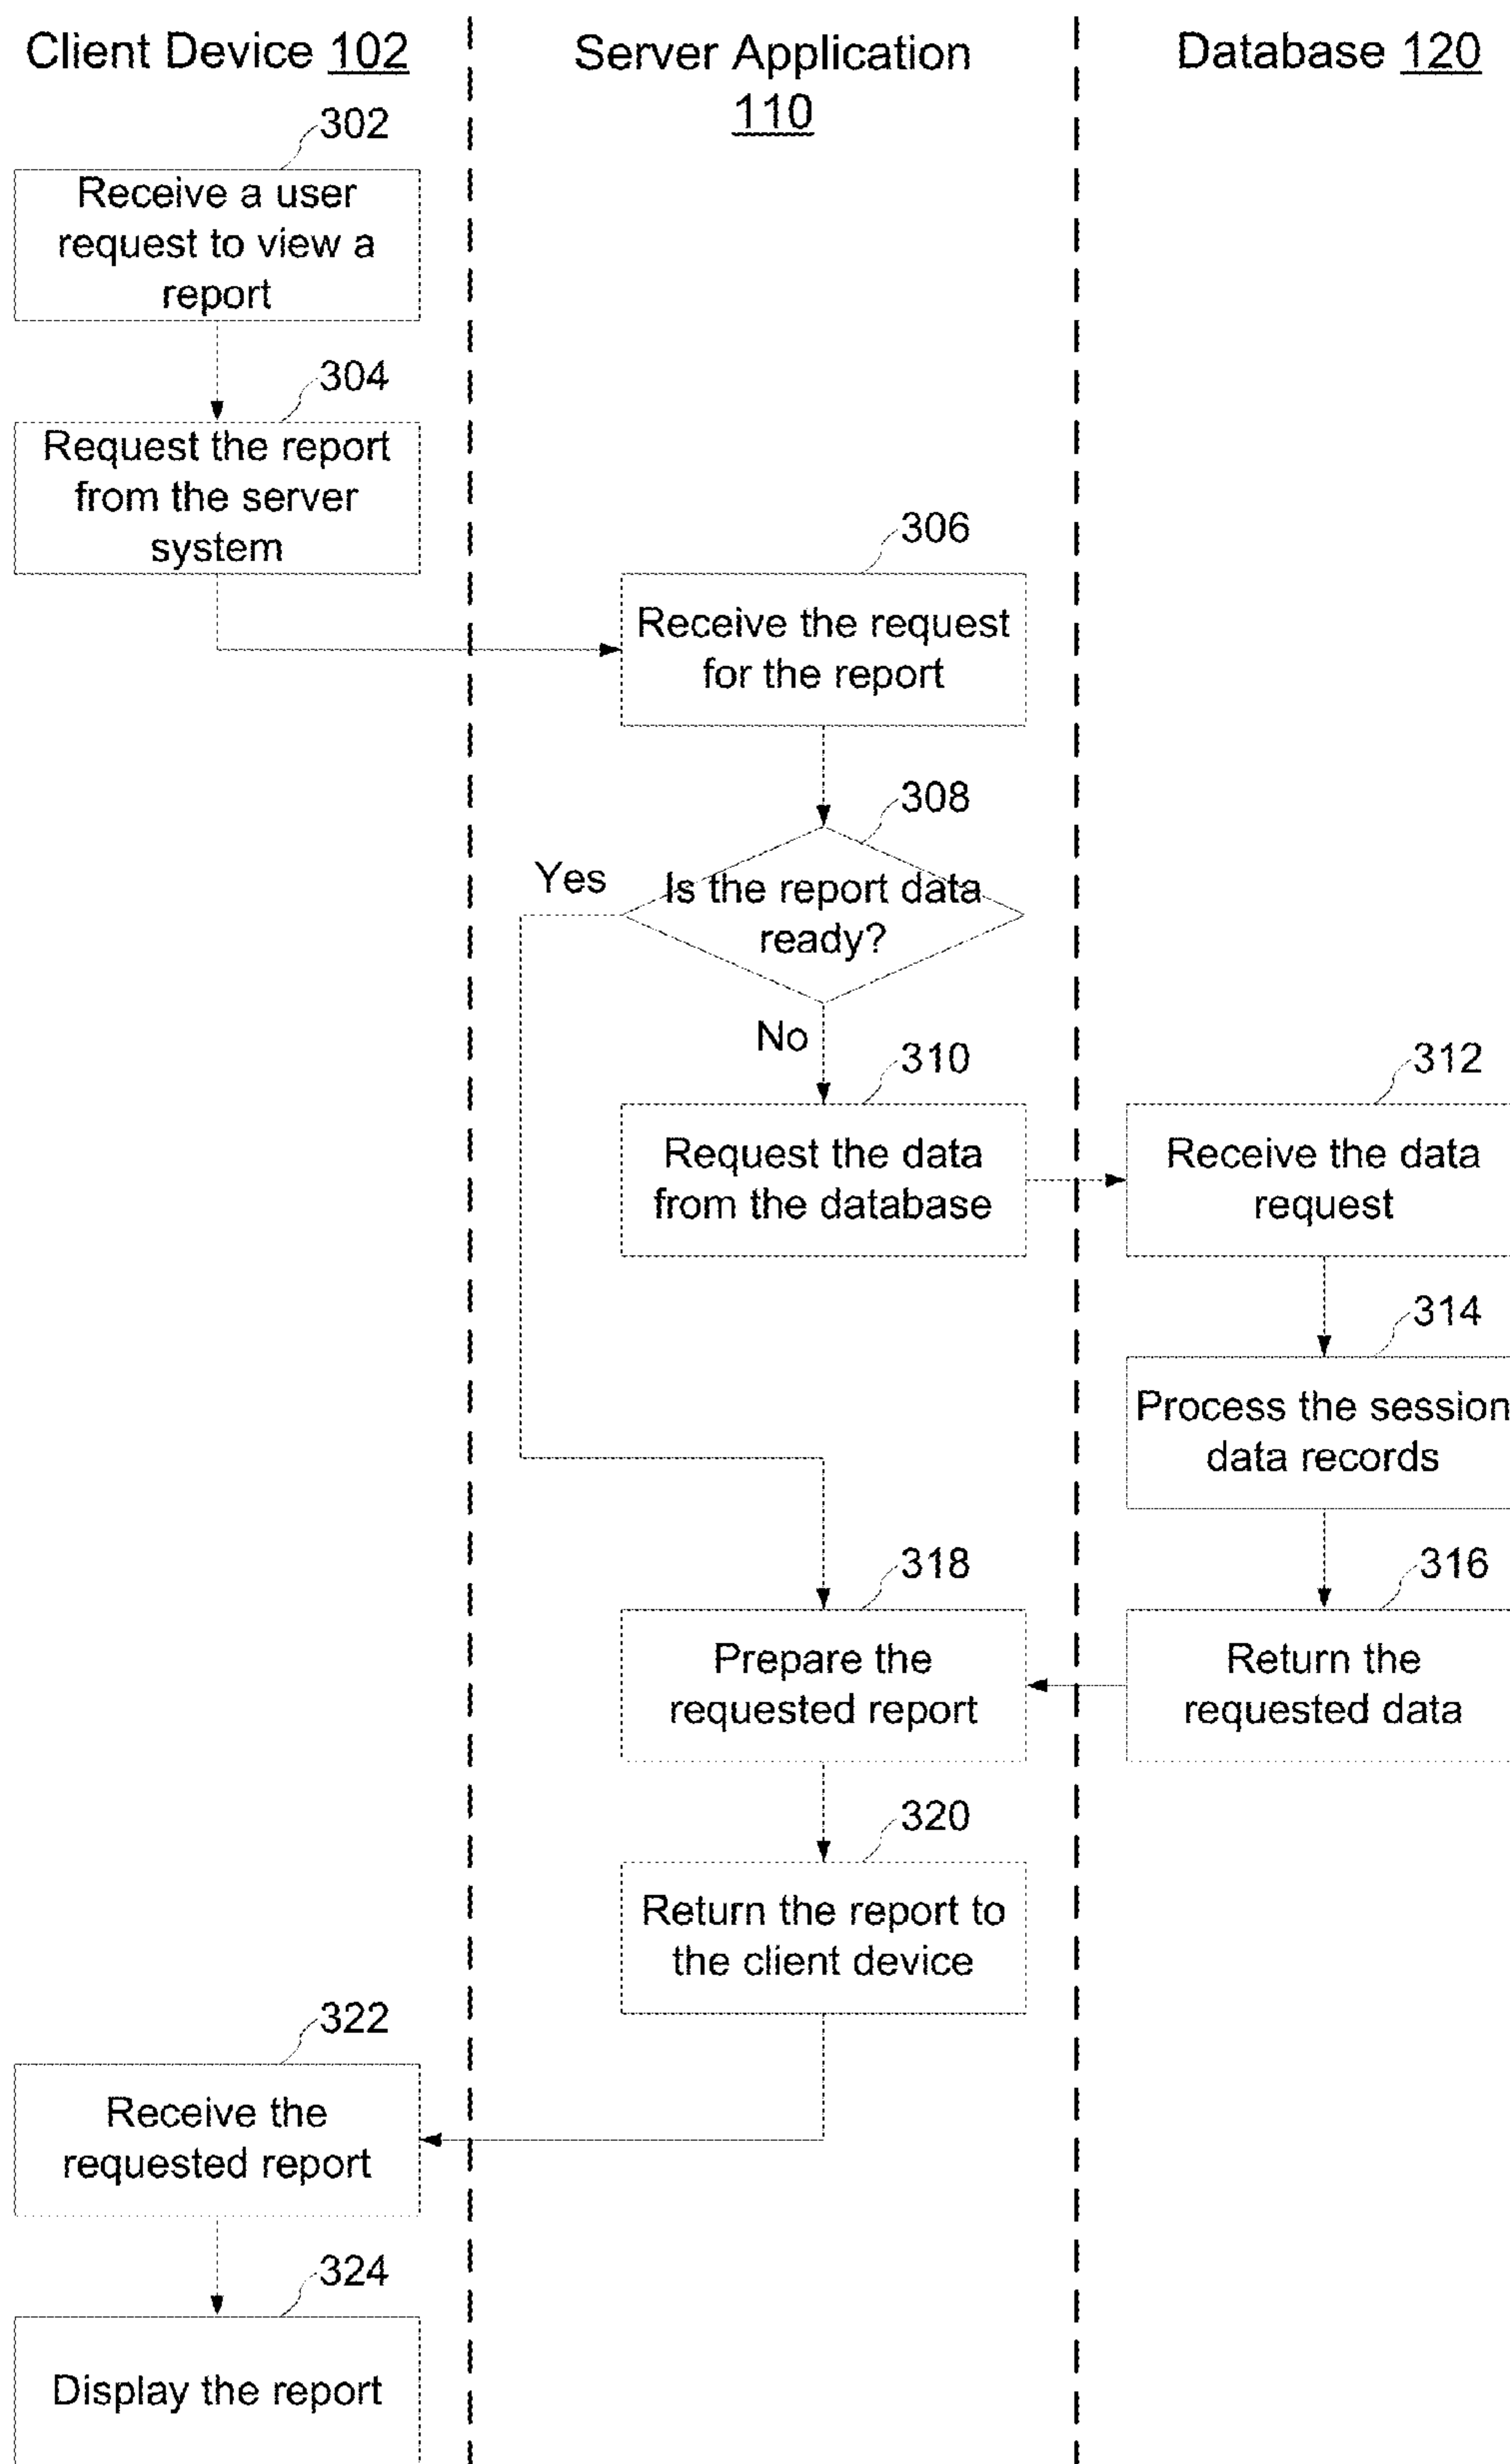 Client Device 102
Server Application
110
Database 120
302
Receive a user
request to view a
report
304
Request the report
from the server
system
306
Receive the request
for the report
308
Yes
Is the report data
ready?
No
310
Request the data
from the database
312
Receive the data
request
314
Process the session
data records
316
Return the
requested data
318
Prepare the
requested report
320
Return the report to
the client device
322
Receive the
requested report
324
Display the report